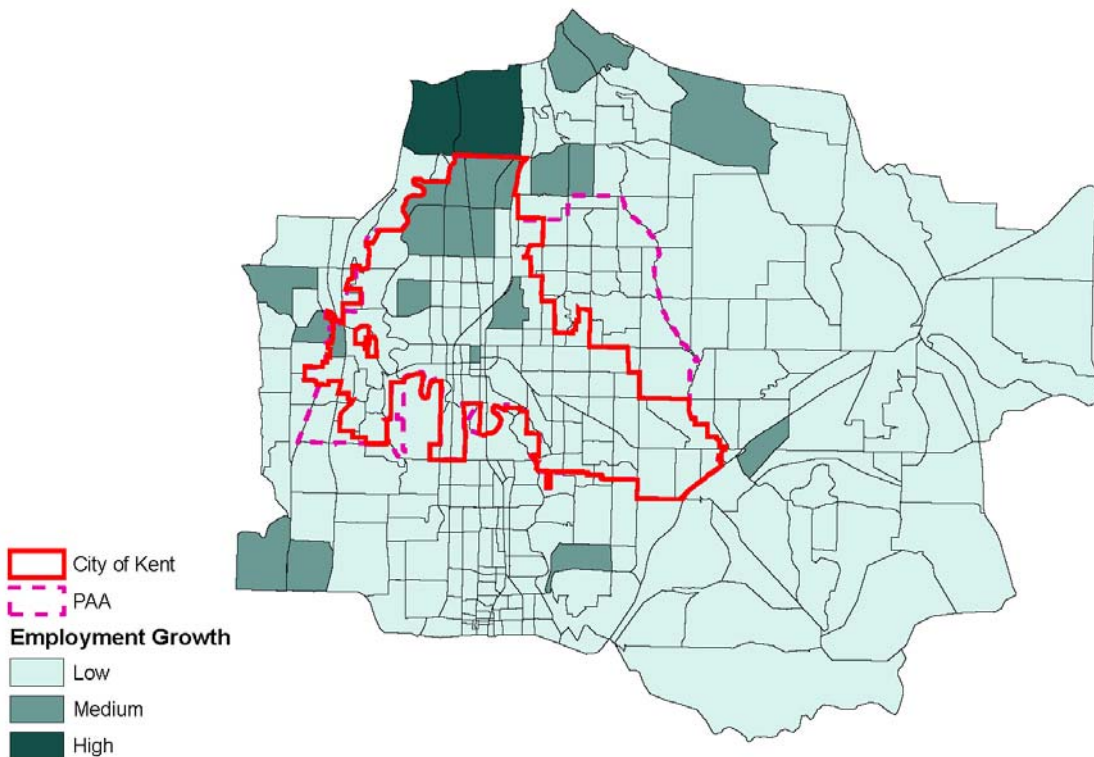 City of Kent
PAA
Employment Growth
Low
Medium
High